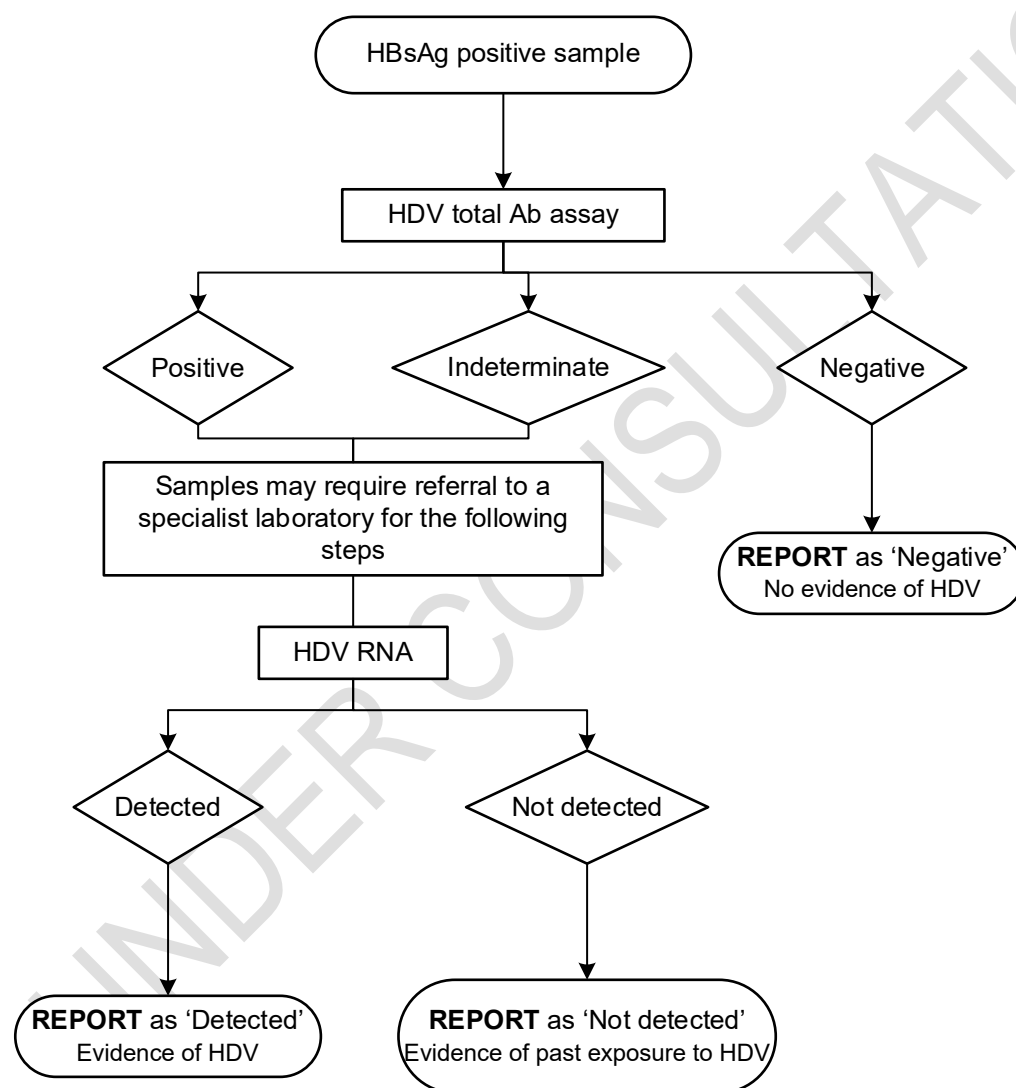 HBsAg positive sample
HDV total Ab assay
Positive
Indeterminate
Negative
Samples may require referral to a
specialist laboratory for the following
steps
REPORT as ‘Negative’
No evidence of HDV
HDV RNA
Detected
Not detected
REPORT as ‘Detected’
Evidence of HDV
REPORT as ‘Not detected’
Evidence of past exposure to HDV
UNDER CONSULTATIO